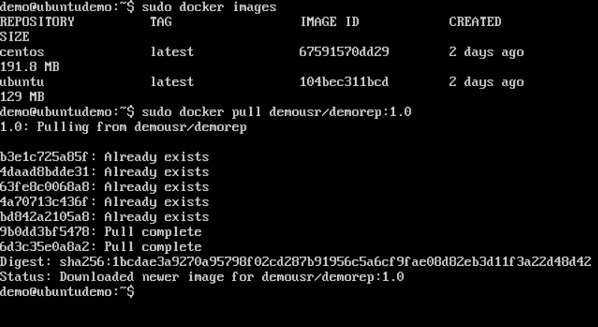 demo@ubuntudemo:~$ sudo docker images
REPOSITORY TAG IMAGE ID CREATED
SIZE
centos latest 67591570dd29 2 days ago
191.8 MB
ubuntu latest 104bec311bcd 2 days ago
129 MB
demo@ubuntudemo:~$ sudo docker pull demousr/demorep:1.0
1.0: Pulling from demousr/demorep
b3e1c725a85f: Already exists
4daad8bdde31: Already exists
63fe8c0068a8: Already exists
4a70713c436f: Already exists
bd842a2105a8: Already exists
9b0dd3bf5478: Pull complete
6d3c35e0a8a2: Pull complete
Digest: sha256:1bcdae3a9270a95798f02cd287b91956c5a6cf9fae08d82eb3d11f3a22d48d42
Status: Downloaded newer image for demousr/demorep:1.0
demo@ubuntudemo:~$